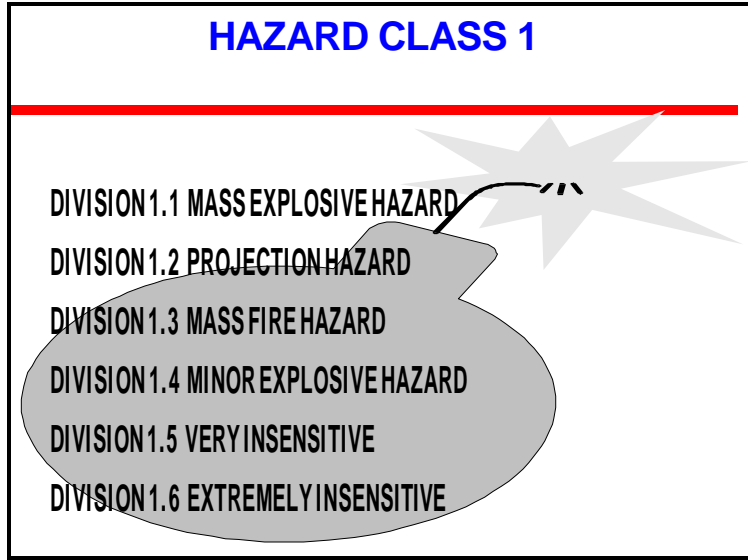 HAZARD CLASS 1
DIVISION 1.1 MASS EXPLOSIVE HAZARD
DIVISION 1.2 PROJECTION HAZARD
DIVISION 1.3 MASS FIRE HAZARD
DIVISION 1.4 MINOR EXPLOSIVE HAZARD
DIVISION 1.5 VERY INSENSITIVE
DIVISION 1.6 EXTREMELY INSENSITIVE